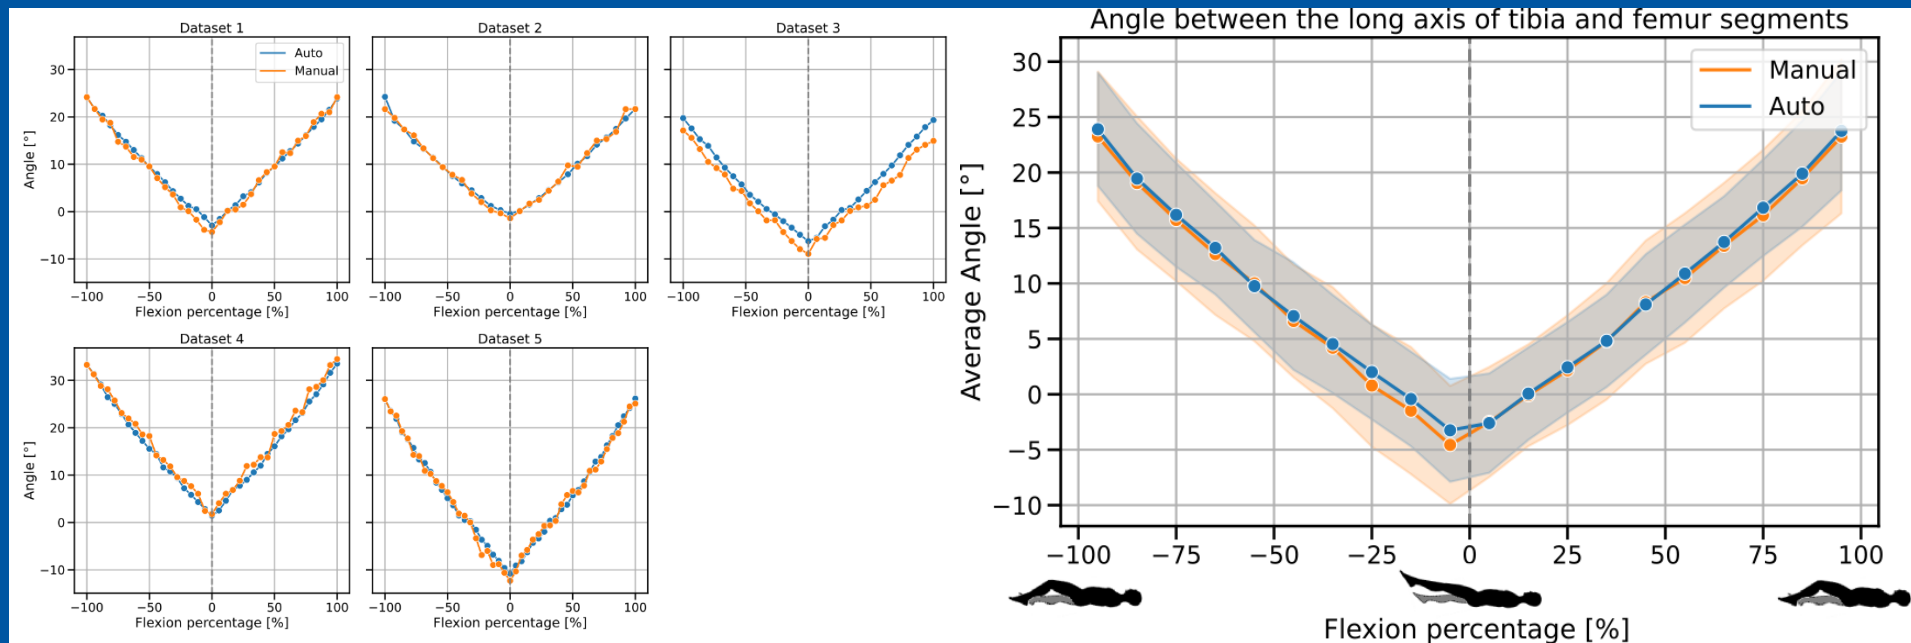 Dataset 1
Auto
Manual
30
20
10
0
−10
Angle [°]
−100 −50 0 50 100
Flexion percentage [%]
Dataset 2
−100 −50 0 50 100
Flexion percentage [%]
Dataset 3
−100 −50 0 50 100
Flexion percentage [%]
Dataset 4
30
20
10
0
−10
Angle [°]
−100 −50 0 50 100
Flexion percentage [%]
Dataset 5
−100 −50 0 50 100
Flexion percentage [%]
Angle between the long axis of tibia and femur segments
Manual
Auto
30
25
20
15
10
5
0
−5
−10
Average Angle [°]
−100 −75 −50 −25 0 25 50 75 100
Flexion percentage [%]